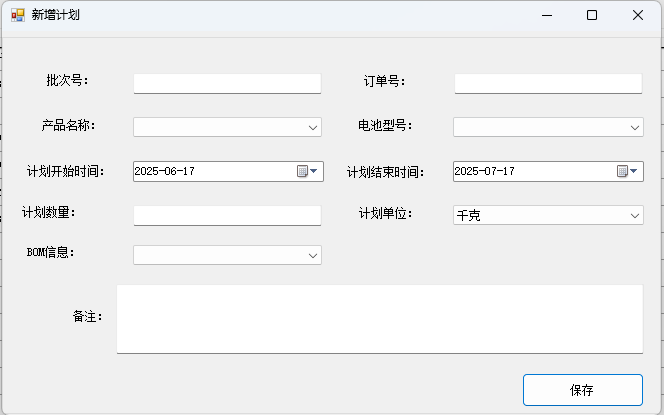 新增计划
批次号： 订单号：
产品名称： 电池型号：
计划开始时间： 2025-06-17 计划结束时间： 2025-07-17
计划数量： 计划单位： 千克
BOM信息：
备注：
保存